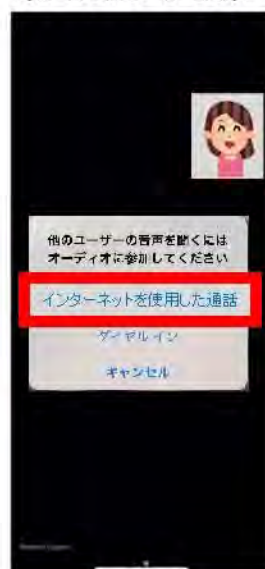 他のユーザーの音声を聞くには
オーディオに参加してください
インターネットを使用した通話
ダイヤルイン
キャンセル